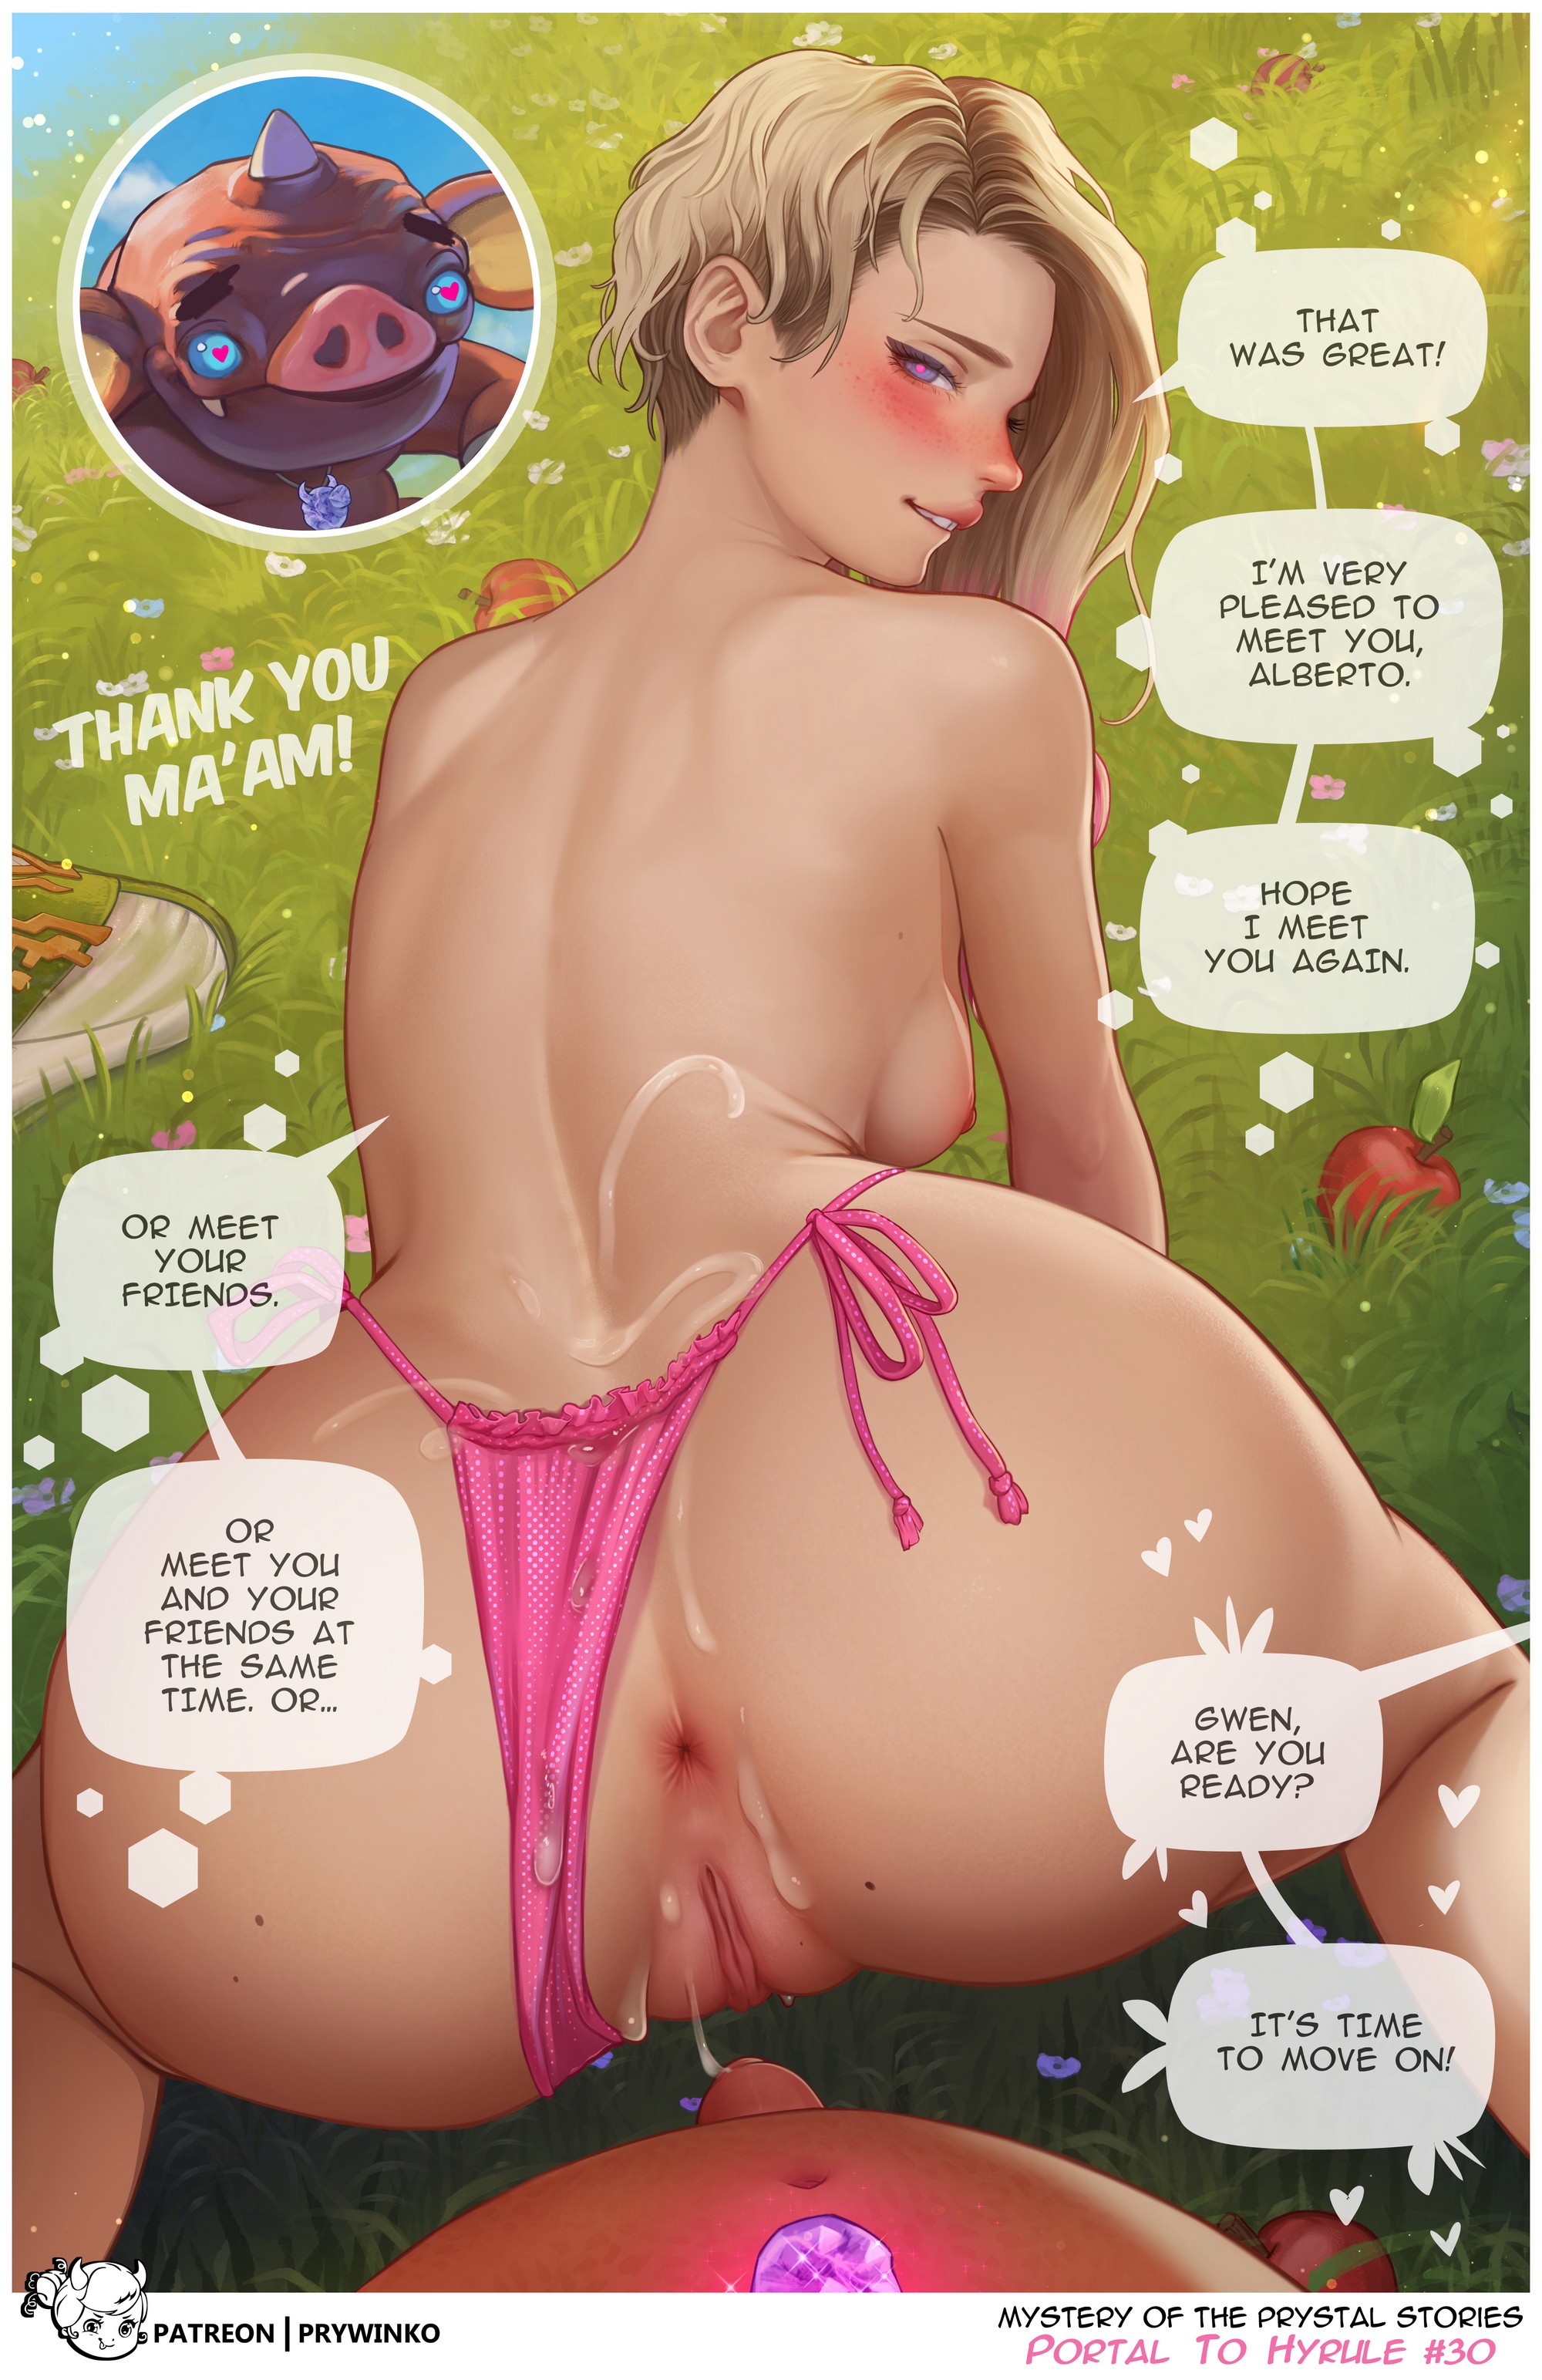 THAT
WAS GREAT!
I'M VERY
PLEASED TO
MEET YOU,
ALBERTO.
THANK YOU
MA'AM!
HOPE
I MEET
YOU AGAIN.
OR MEET
YOUR
FRIENDS.
OR
MEET YOU
AND YOUR
FRIENDS AT
THE SAME
TIME. OR...
GWEN,
ARE YOU
READY?
IT'S TIME
TO MOVE ON!
PATREON | PRYWINKO
MYSTERY OF THE PRYSTAL STORIES
PORTAL TO HYRULE #30